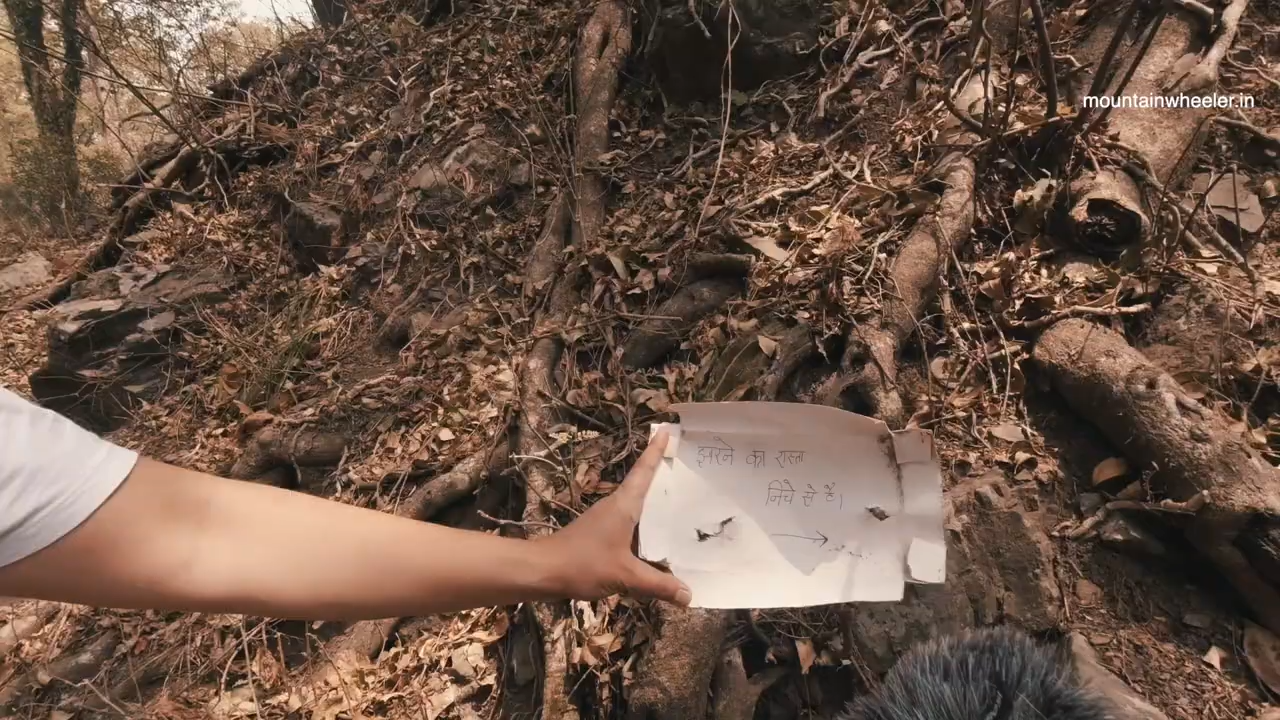 mountainwheeler.in
झरने का रास्ता
निचे से है।